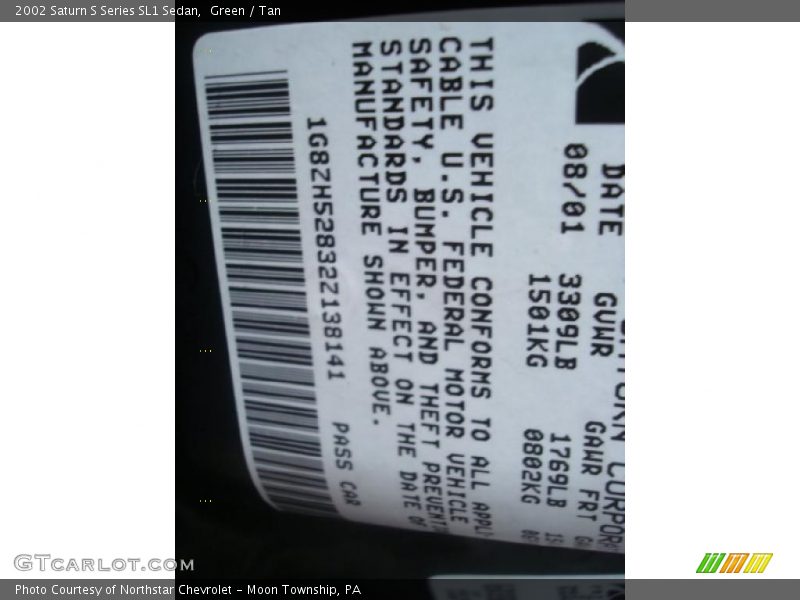 2002 Saturn S Series SL1 Sedan, Green / Tan
DATE GVWR GAWR FRT
08/01 3309LB 1769LB
1501KG 0802KG
THIS VEHICLE CONFORMS TO ALL APPLI-
CABLE U.S. FEDERAL MOTOR VEHICLE
SAFETY, BUMPER, AND THEFT PREVENTI
STANDARDS IN EFFECT ON THE DATE OF
MANUFACTURE SHOWN ABOVE.
1G8ZH52832Z138141 PASS CAR
GTCARLOT.COM
Photo Courtesy of Northstar Chevrolet - Moon Township, PA